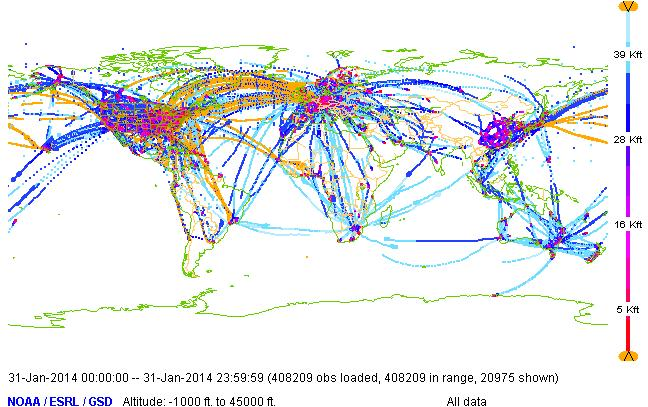 39 Kft
28 Kft
16 Kft
5 Kft
31-Jan-2014 00:00:00 -- 31-Jan-2014 23:59:59 (408209 obs loaded, 408209 in range, 20975 shown)
NOAA / ESRL / GSD Altitude: -1000 ft. to 45000 ft. All data